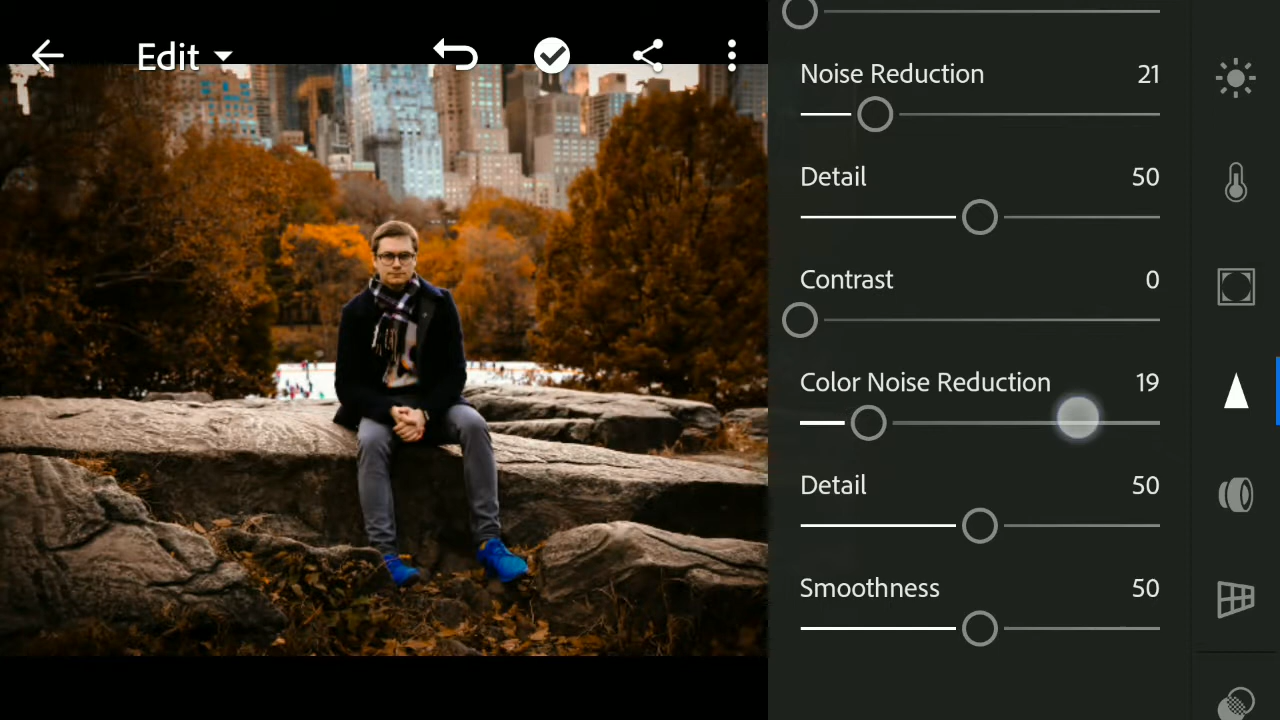 Edit
Noise Reduction 21
Detail 50
Contrast 0
Color Noise Reduction 19
Detail 50
Smoothness 50